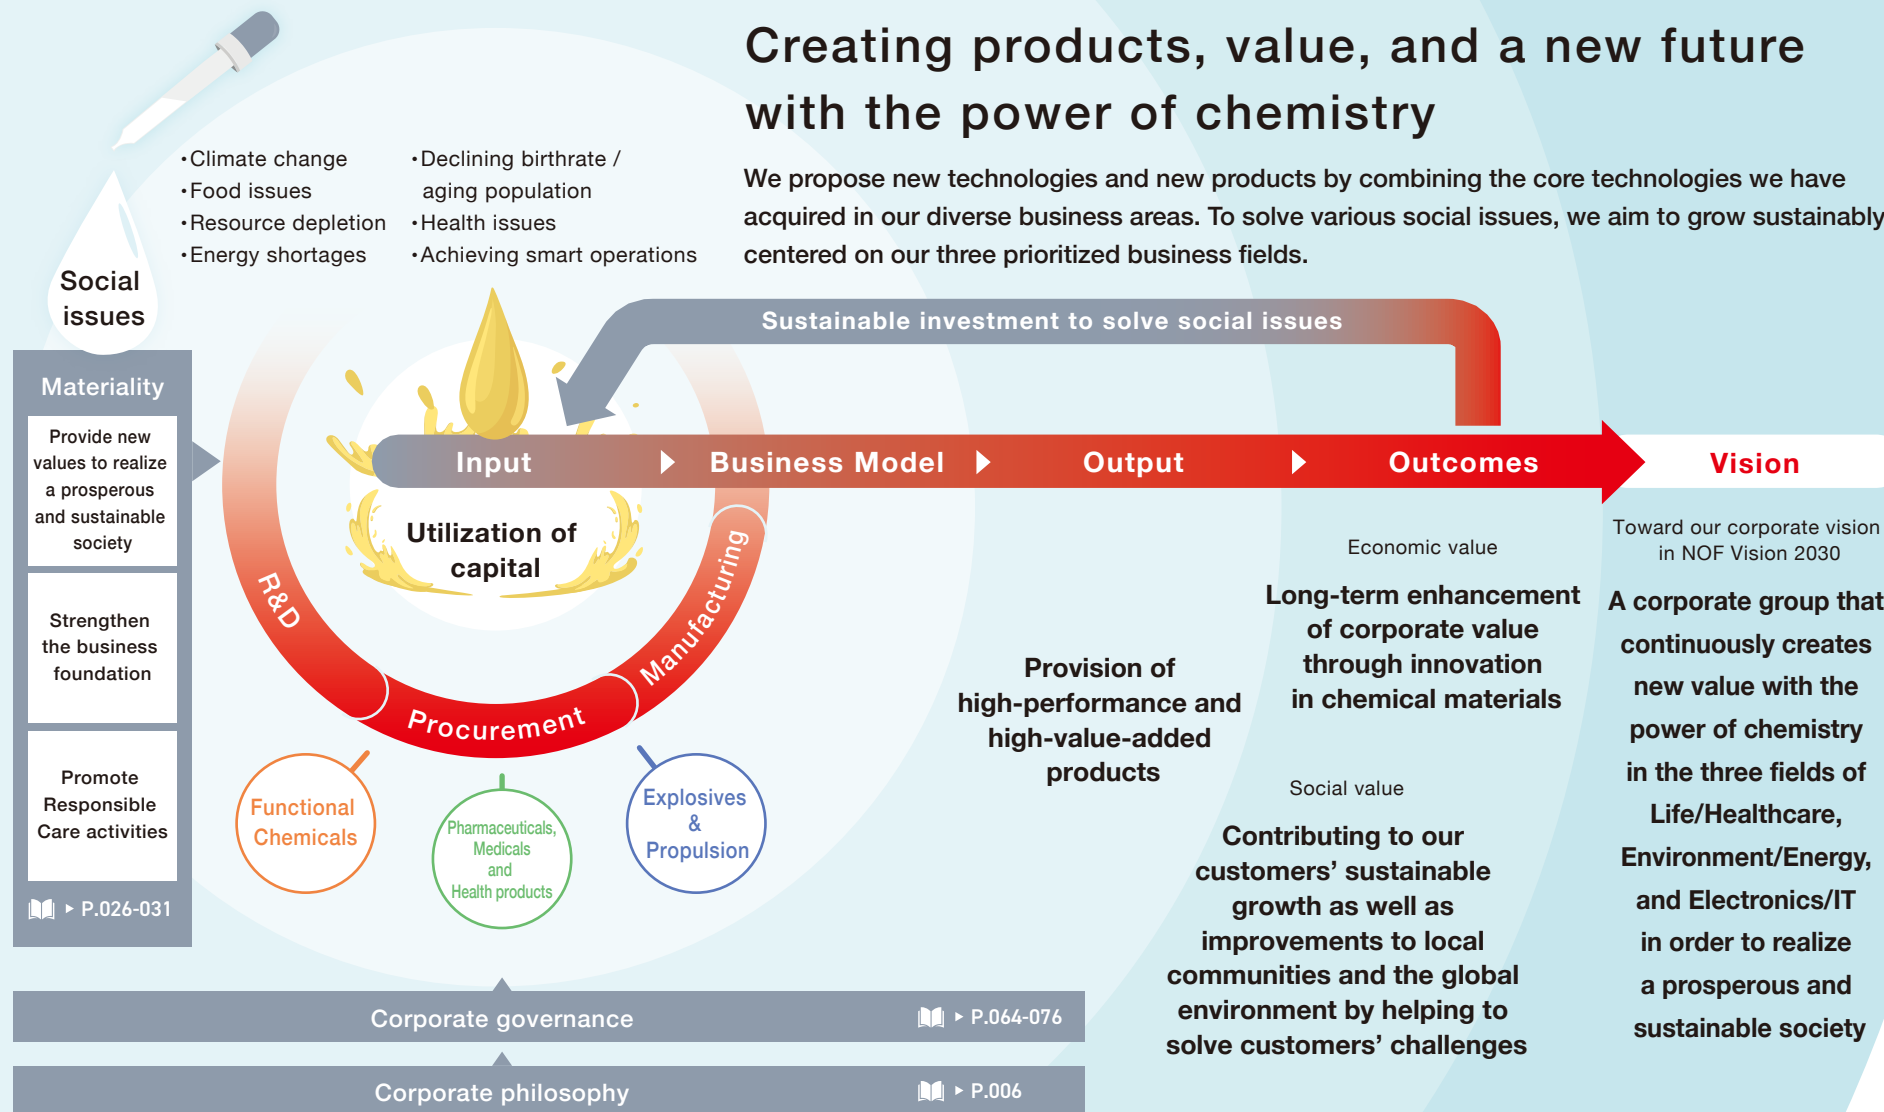 Creating products, value, and a new future
with the power of chemistry
We propose new technologies and new products by combining the core technologies we have
acquired in our diverse business areas. To solve various social issues, we aim to grow sustainably
centered on our three prioritized business fields.
Social
issues
・Climate change
・Food issues
・Resource depletion
・Energy shortages
・Declining birthrate /
aging population
・Health issues
・Achieving smart operations
Materiality
Provide new
values to realize
a prosperous
and sustainable
society
Strengthen
the business
foundation
Promote
Responsible
Care activities
P.026-031
Sustainable investment to solve social issues
Input
Business Model
Output
Outcomes
Vision
Utilization of
capital
R&D
Procurement
Manufacturing
Functional
Chemicals
Pharmaceuticals,
Medicals
and
Health products
Explosives
&
Propulsion
Provision of
high-performance and
high-value-added
products
Economic value
Long-term enhancement
of corporate value
through innovation
in chemical materials
Social value
Contributing to our
customers’ sustainable
growth as well as
improvements to local
communities and the global
environment by helping to
solve customers’ challenges
Toward our corporate vision
in NOF Vision 2030
A corporate group that
continuously creates
new value with the
power of chemistry
in the three fields of
Life/Healthcare,
Environment/Energy,
and Electronics/IT
in order to realize
a prosperous and
sustainable society
Corporate governance
P.064-076
Corporate philosophy
P.006